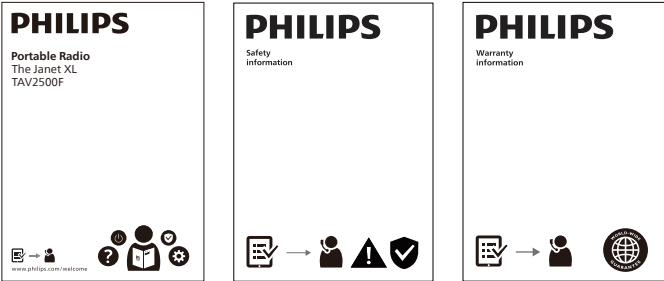 PHILIPS
Portable Radio
The Janet XL
TAV2500F
www.philips.com/welcome
PHILIPS
Safety
information
PHILIPS
Warranty
information
WORLD-WIDE
GUARANTEE